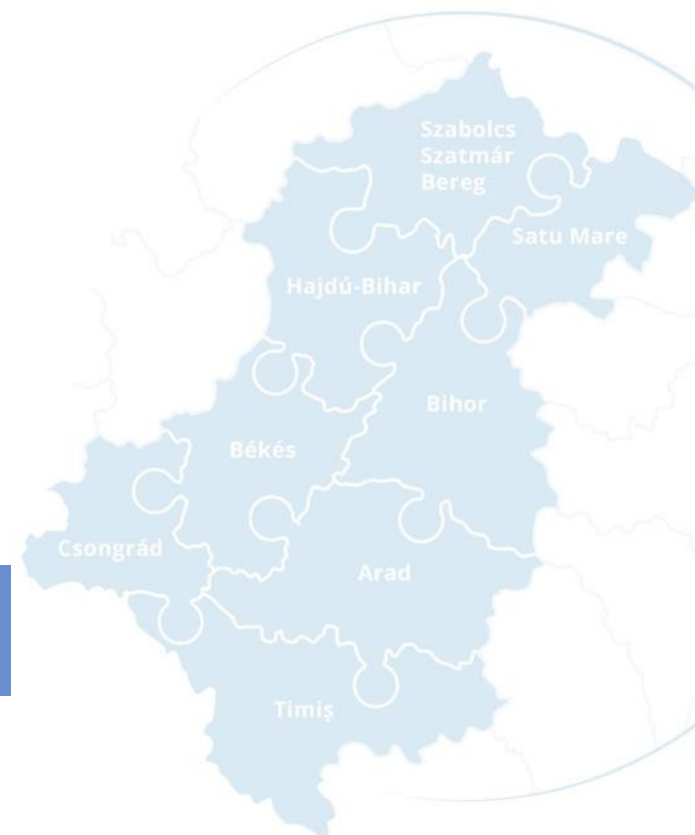 Szabolcs
Szatmár
Bereg
Satu Mare
Hajdú-Bihar
Bihor
Békés
Csongrád
Arad
Timiș